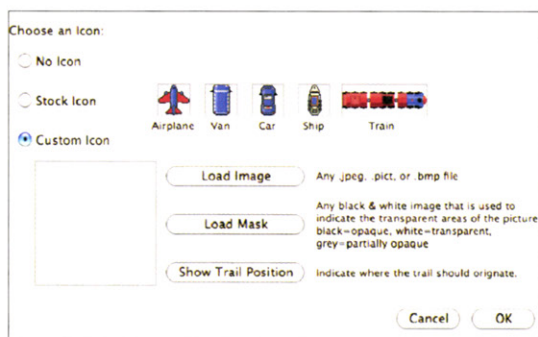 Choose an Icon:
No Icon
Stock Icon
Airplane Van Car Ship Train
Custom Icon
Load Image
Any .jpeg, .pict, or .bmp file
Load Mask
Any black & white image that is used to
indicate the transparent areas of the picture
black=opaque, white=transparent,
grey=partially opaque
Show Trail Position
Indicate where the trail should orignate.
Cancel OK